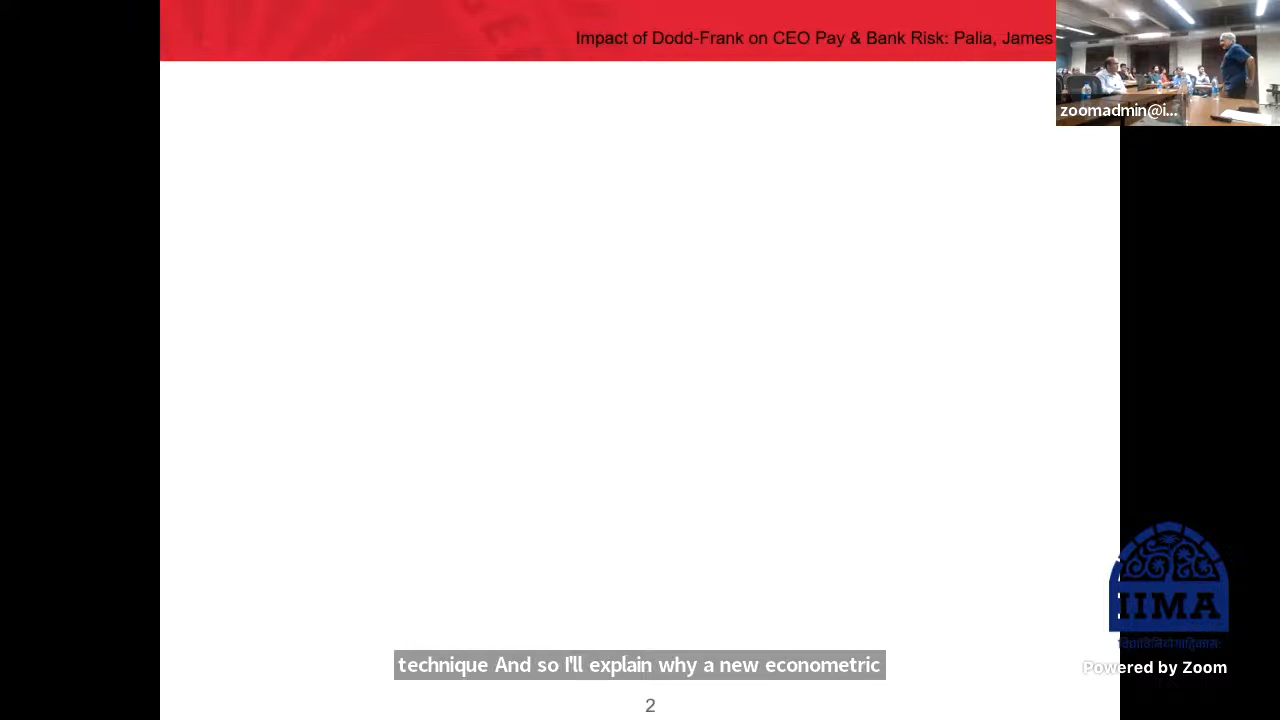 Impact of Dodd-Frank on CEO Pay & Bank Risk: Palia, James
zoomadmin@i...
IIMA
Powered by Zoom
technique And so I'll explain why a new econometric
2